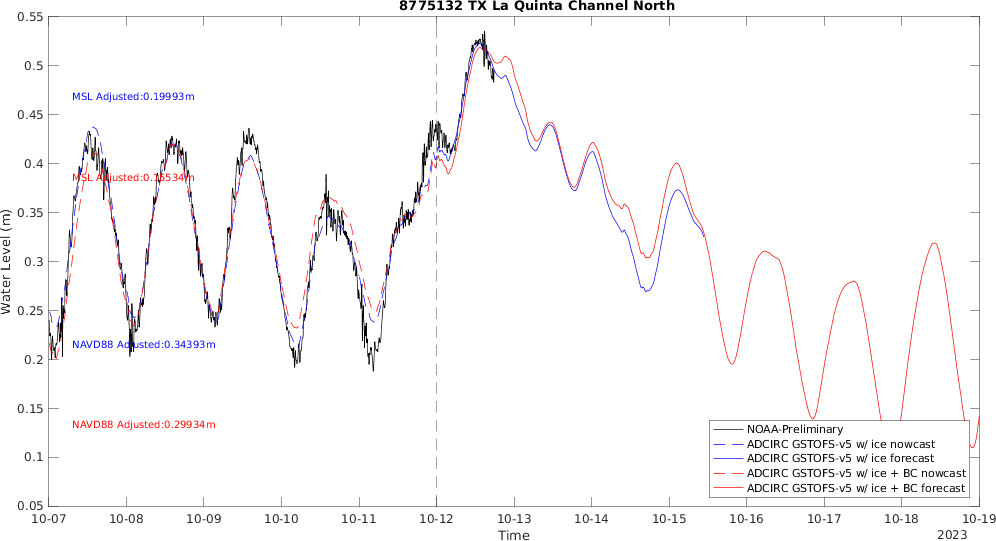 8775132 TX La Quinta Channel North
0.55
0.5
0.45
0.4
0.35
0.3
0.25
0.2
0.15
0.1
0.05
Water Level (m)
MSL Adjusted:0.19993m
MSL Adjusted:0.15534m
NAVD88 Adjusted:0.34393m
NAVD88 Adjusted:0.29934m
NOAA-Preliminary
ADCIRC GSTOFS-v5 w/ ice nowcast
ADCIRC GSTOFS-v5 w/ ice forecast
ADCIRC GSTOFS-v5 w/ ice + BC nowcast
ADCIRC GSTOFS-v5 w/ ice + BC forecast
10-07 10-08 10-09 10-10 10-11 10-12 10-13 10-14 10-15 10-16 10-17 10-18 10-19
Time
2023